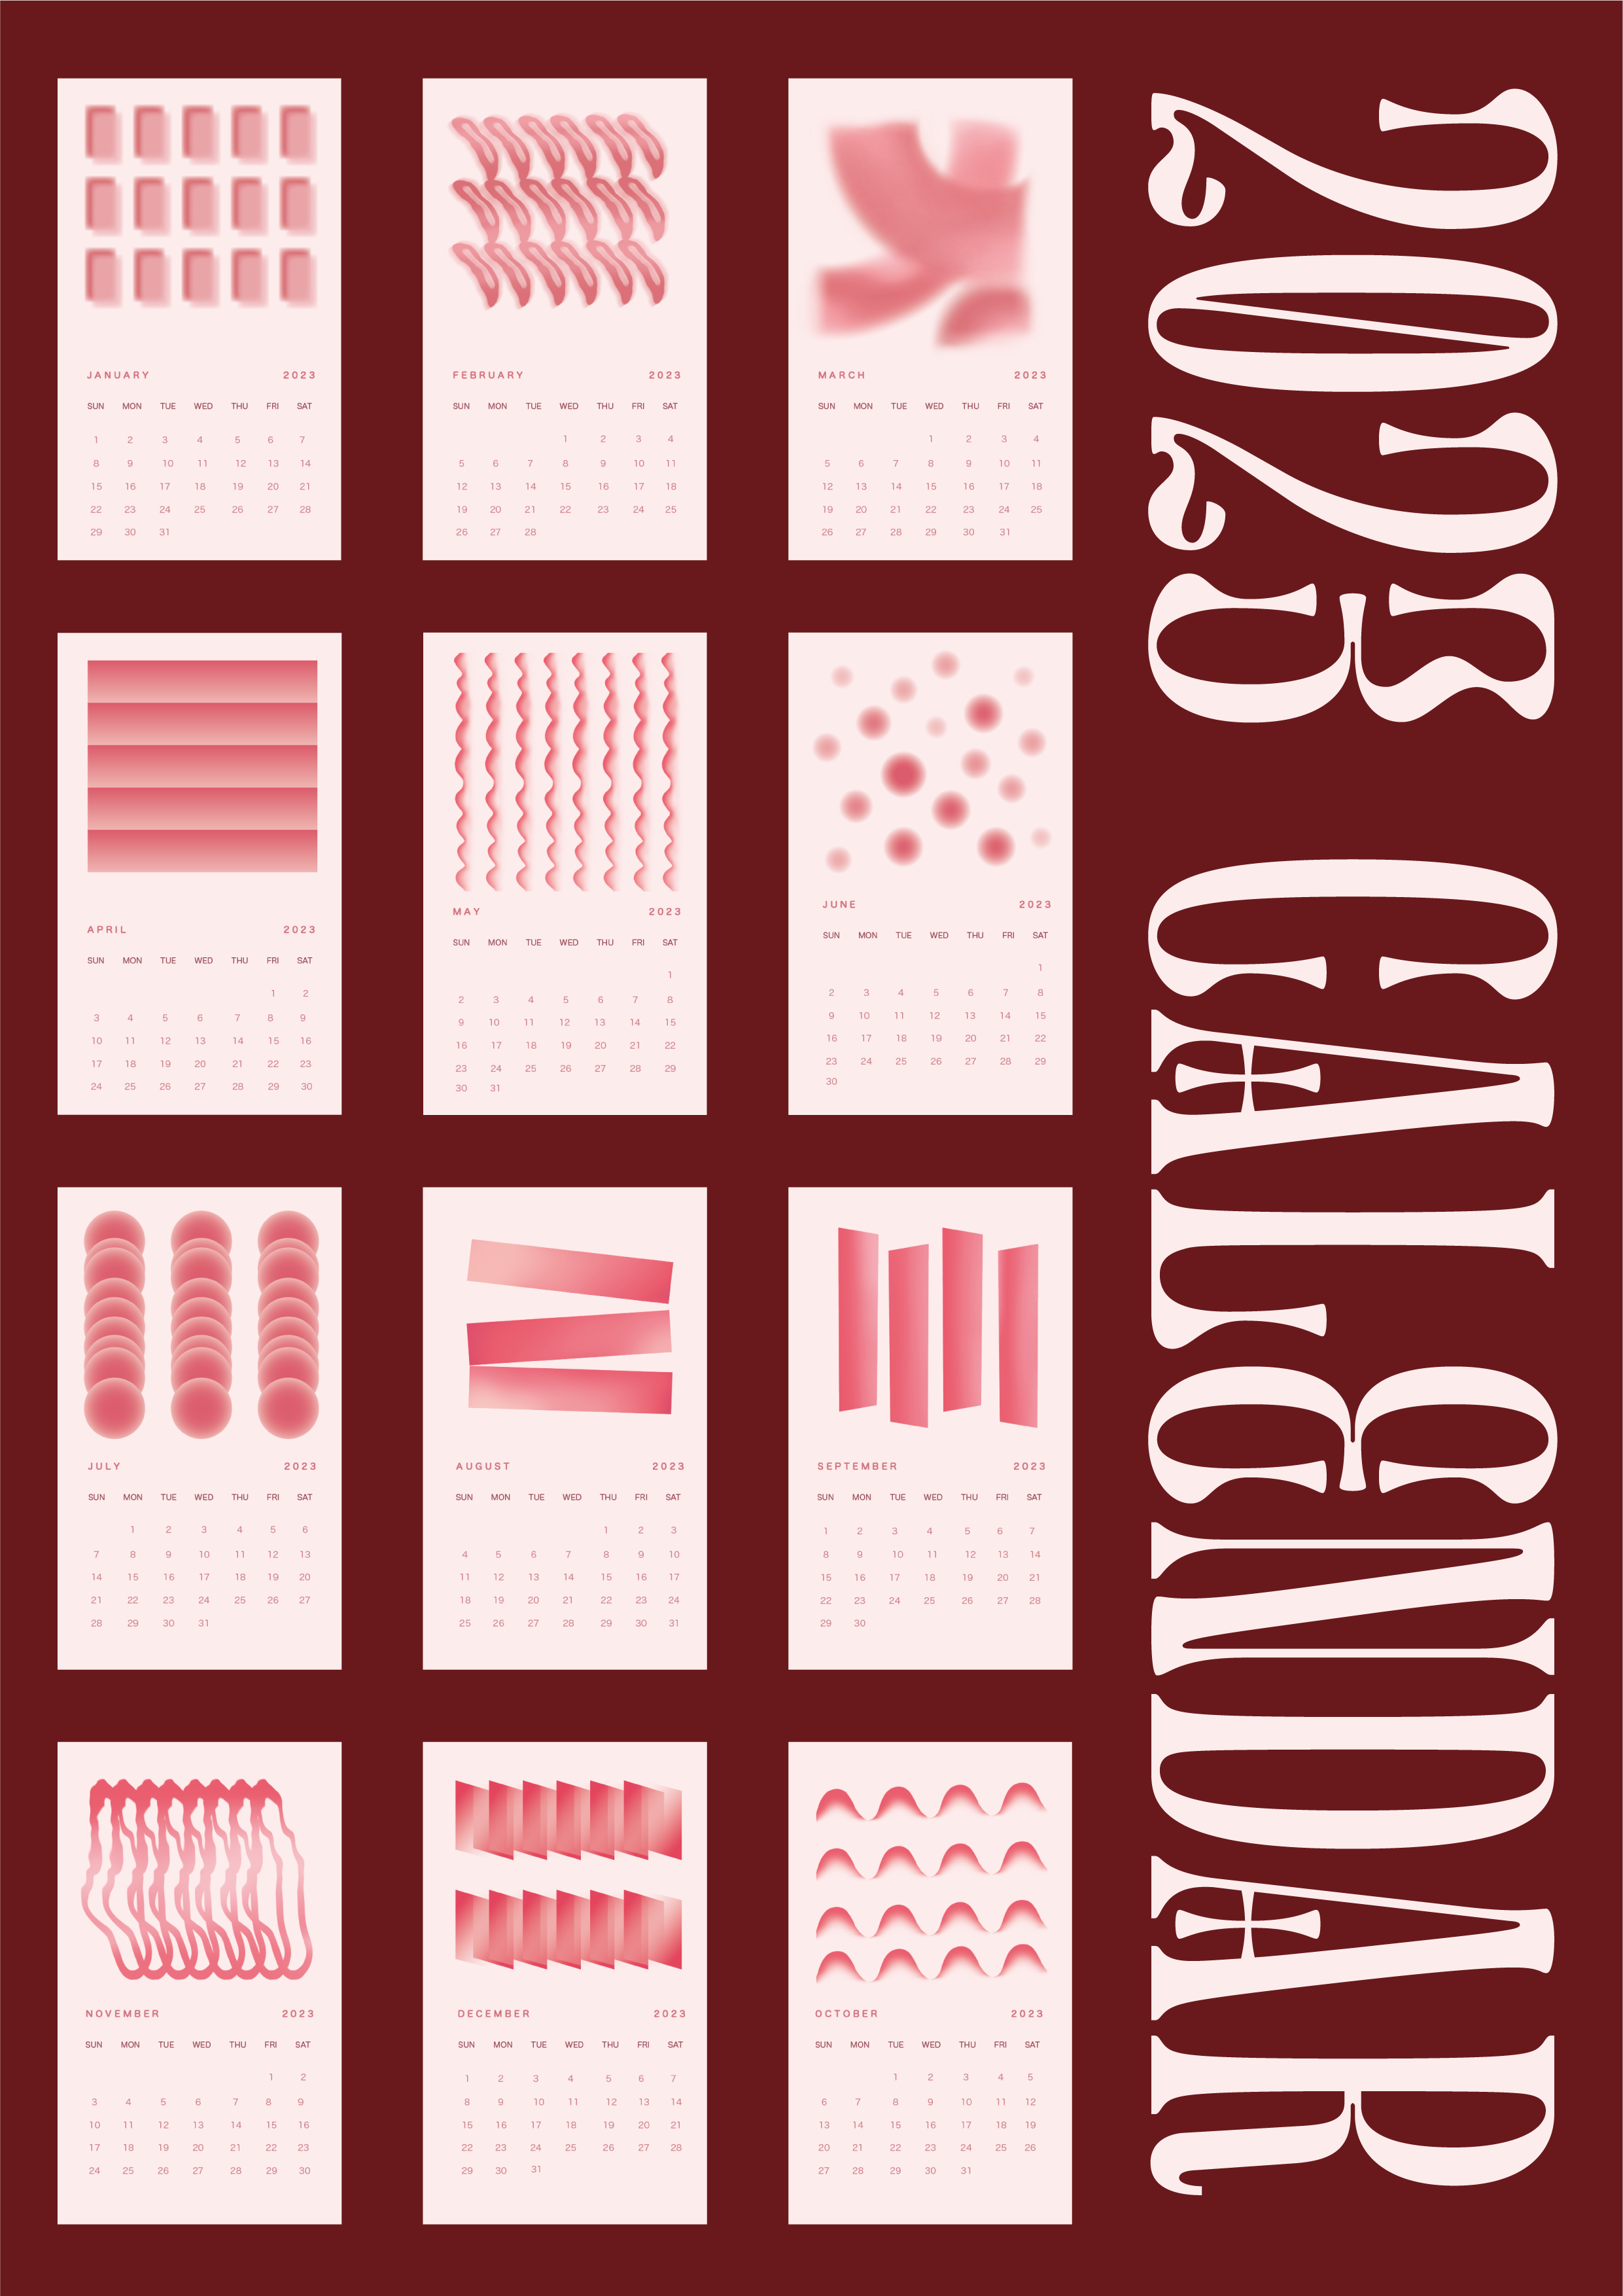 JANUARY 2023
SUN MON TUE WED THU FRI SAT
1 2 3 4 5 6 7
8 9 10 11 12 13 14
15 16 17 18 19 20 21
22 23 24 25 26 27 28
29 30 31
FEBRUARY 2023
SUN MON TUE WED THU FRI SAT
1 2 3 4
5 6 7 8 9 10 11
12 13 14 15 16 17 18
19 20 21 22 23 24 25
26 27 28
MARCH 2023
SUN MON TUE WED THU FRI SAT
1 2 3 4
5 6 7 8 9 10 11
12 13 14 15 16 17 18
19 20 21 22 23 24 25
26 27 28 29 30 31
APRIL 2023
SUN MON TUE WED THU FRI SAT
1 2
3 4 5 6 7 8 9
10 11 12 13 14 15 16
17 18 19 20 21 22 23
24 25 26 27 28 29 30
MAY 2023
SUN MON TUE WED THU FRI SAT
1
2 3 4 5 6 7 8
9 10 11 12 13 14 15
16 17 18 19 20 21 22
23 24 25 26 27 28 29
30 31
JUNE 2023
SUN MON TUE WED THU FRI SAT
1
2 3 4 5 6 7 8
9 10 11 12 13 14 15
16 17 18 19 20 21 22
23 24 25 26 27 28 29
30
JULY 2023
SUN MON TUE WED THU FRI SAT
1 2 3 4 5 6
7 8 9 10 11 12 13
14 15 16 17 18 19 20
21 22 23 24 25 26 27
28 29 30 31
AUGUST 2023
SUN MON TUE WED THU FRI SAT
1 2 3
4 5 6 7 8 9 10
11 12 13 14 15 16 17
18 19 20 21 22 23 24
25 26 27 28 29 30 31
SEPTEMBER 2023
SUN MON TUE WED THU FRI SAT
1 2 3 4 5 6 7
8 9 10 11 12 13 14
15 16 17 18 19 20 21
22 23 24 25 26 27 28
29 30
NOVEMBER 2023
SUN MON TUE WED THU FRI SAT
1 2
3 4 5 6 7 8 9
10 11 12 13 14 15 16
17 18 19 20 21 22 23
24 25 26 27 28 29 30
DECEMBER 2023
SUN MON TUE WED THU FRI SAT
1 2 3 4 5 6 7
8 9 10 11 12 13 14
15 16 17 18 19 20 21
22 23 24 25 26 27 28
29 30 31
OCTOBER 2023
SUN MON TUE WED THU FRI SAT
1 2 3 4 5
6 7 8 9 10 11 12
13 14 15 16 17 18 19
20 21 22 23 24 25 26
27 28 29 30 31
2023 CALENDAR